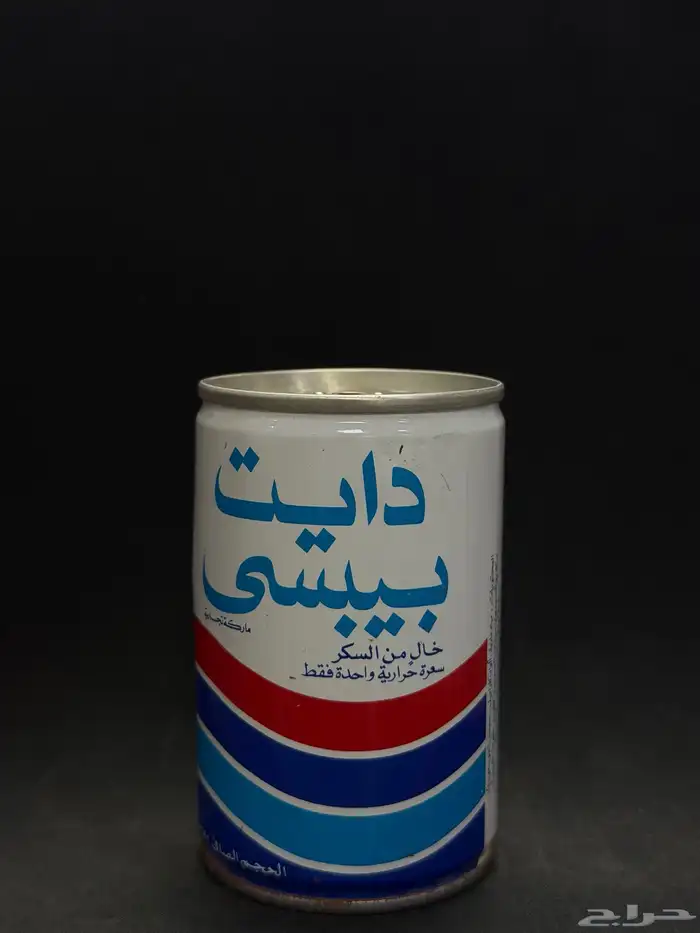 دايت
بيبسي
ماركة تجارية
خالٍ من السكر
سعرة حرارية واحدة فقط
الحجم الصافي
حراج